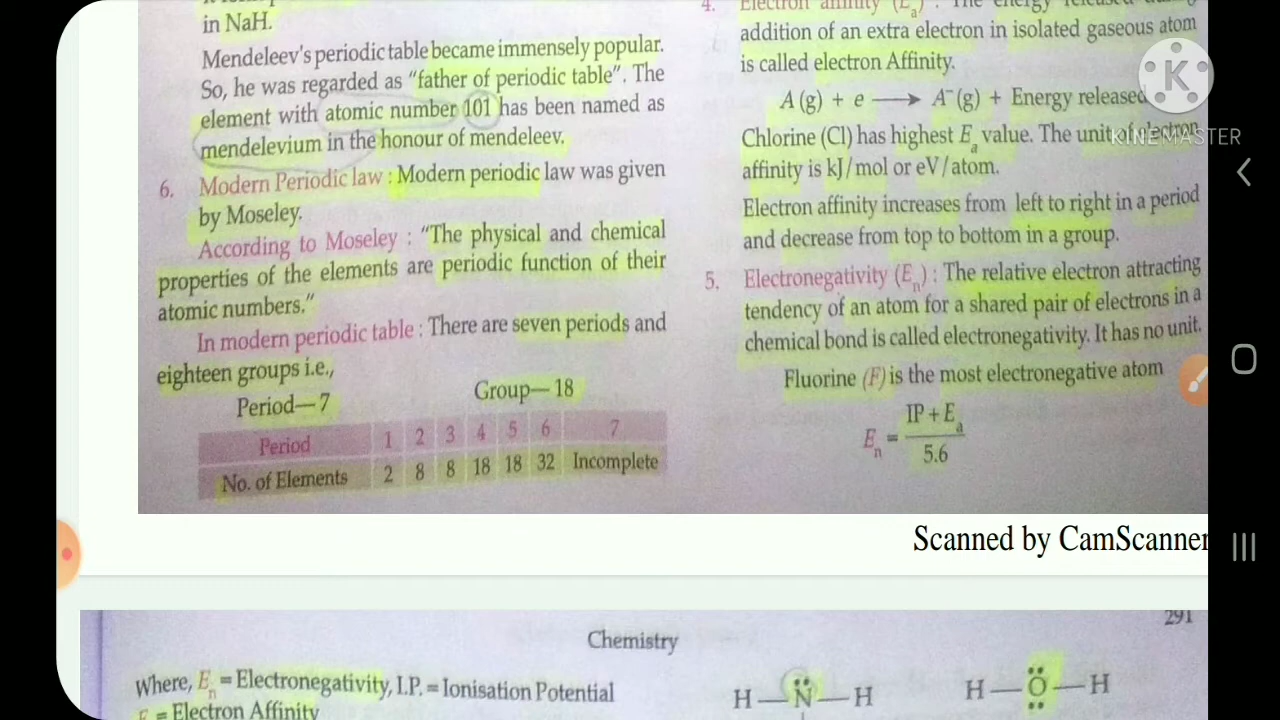 in NaH.
Mendeleev's periodic table became immensely popular.
So, he was regarded as "father of periodic table". The
element with atomic number 101 has been named as
mendelevium in the honour of mendeleev.
6. Modern Periodic law : Modern periodic law was given
by Moseley.
According to Moseley : "The physical and chemical
properties of the elements are periodic function of their
atomic numbers."
In modern periodic table : There are seven periods and
eighteen groups i.e.,
Period—7 Group—18
Period 1 2 3 4 5 6 7
No. of Elements 2 8 8 18 18 32 Incomplete
4. Electron affinity (Ea) : The energy released
addition of an extra electron in isolated gaseous atom
is called electron Affinity.
A (g) + e ⟶ A⁻(g) + Energy released
Chlorine (Cl) has highest Ea value. The unit of electron
affinity is kJ/mol or eV/atom.
Electron affinity increases from left to right in a period
and decrease from top to bottom in a group.
5. Electronegativity (En) : The relative electron attracting
tendency of an atom for a shared pair of electrons in a
chemical bond is called electronegativity. It has no unit.
Fluorine (F) is the most electronegative atom
En = IP + Ea / 5.6
K
KINEMASTER
Scanned by CamScanner
291
Chemistry
Where, En = Electronegativity, I.P. = Ionisation Potential
= Electron Affinity
H — N — H
H — O — H